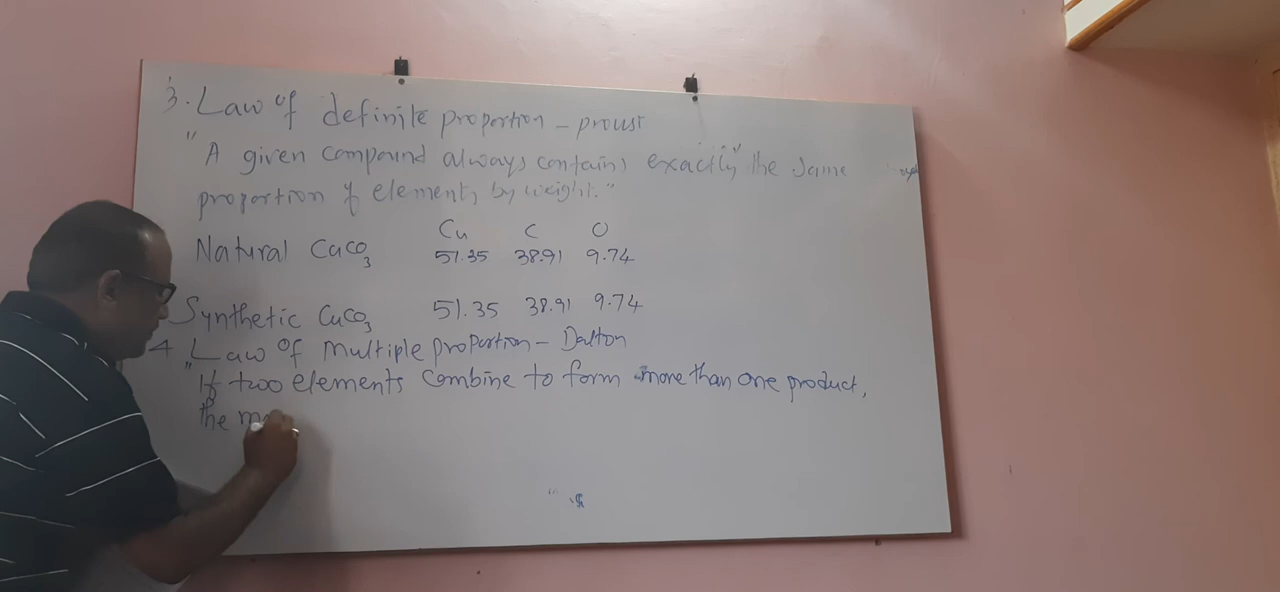 3. Law of definite proportion - proust
"A given compound always contains exactly the same
proportion of elements by weight."
Cu C O
Natural CuCO3 51.35 38.91 9.74
Synthetic CuCO3 51.35 38.91 9.74
4 Law of Multiple proportion - Dalton
"If two elements combine to form more than one product,
the